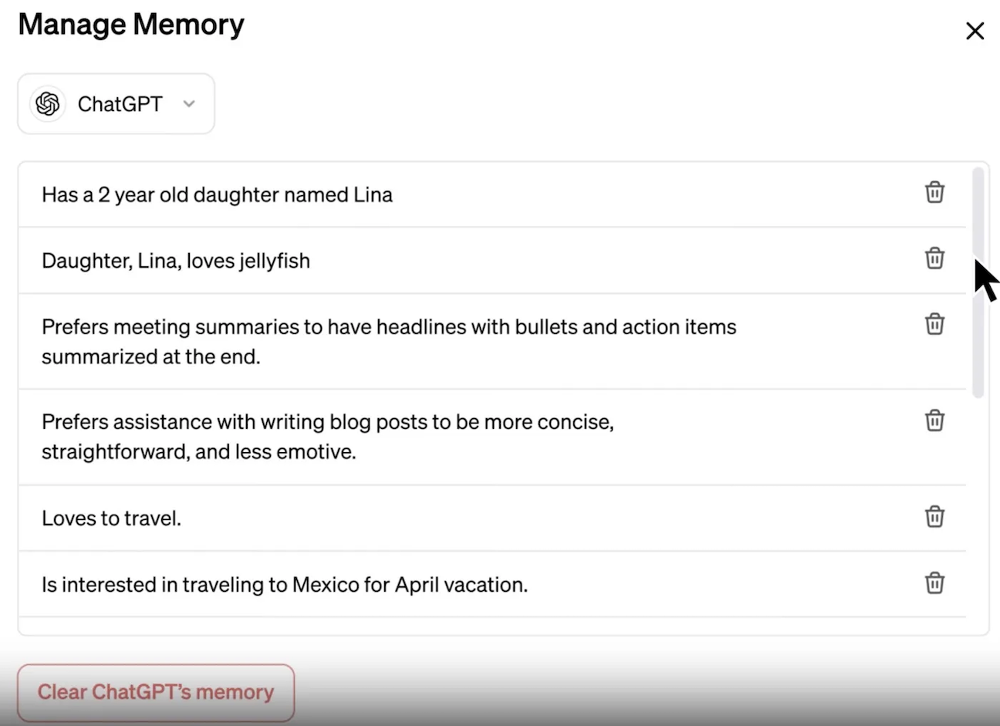 Manage Memory
ChatGPT
Has a 2 year old daughter named Lina
Daughter, Lina, loves jellyfish
Prefers meeting summaries to have headlines with bullets and action items
summarized at the end.
Prefers assistance with writing blog posts to be more concise,
straightforward, and less emotive.
Loves to travel.
Is interested in traveling to Mexico for April vacation.
Clear ChatGPT’s memory